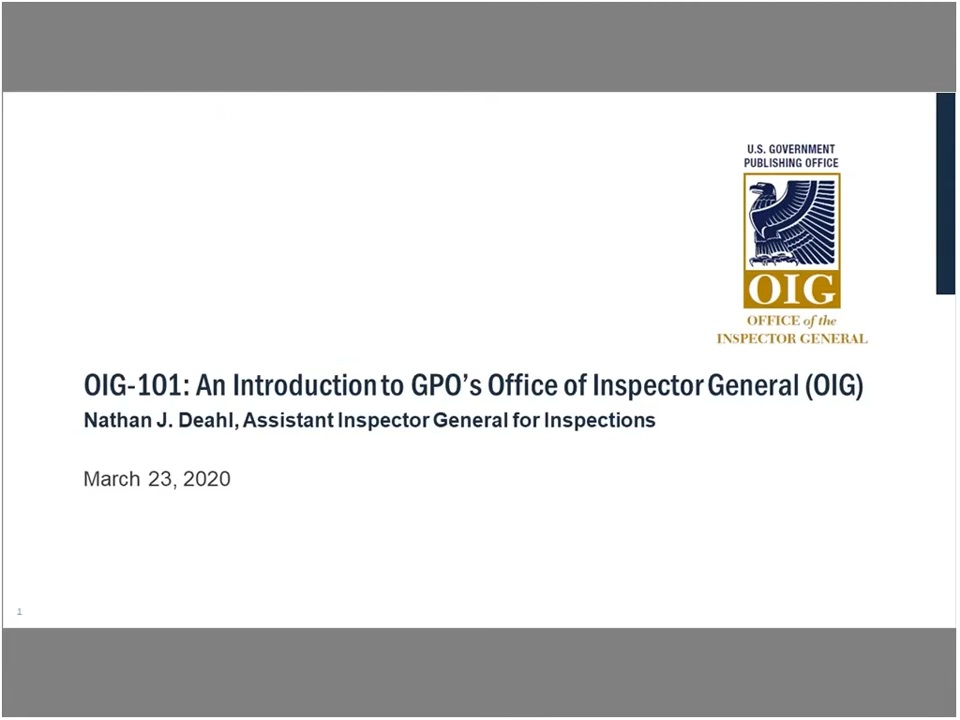 U.S. GOVERNMENT
PUBLISHING OFFICE
OIG
OFFICE of the
INSPECTOR GENERAL
OIG-101: An Introduction to GPO's Office of Inspector General (OIG)
Nathan J. Deahl, Assistant Inspector General for Inspections
March 23, 2020
1